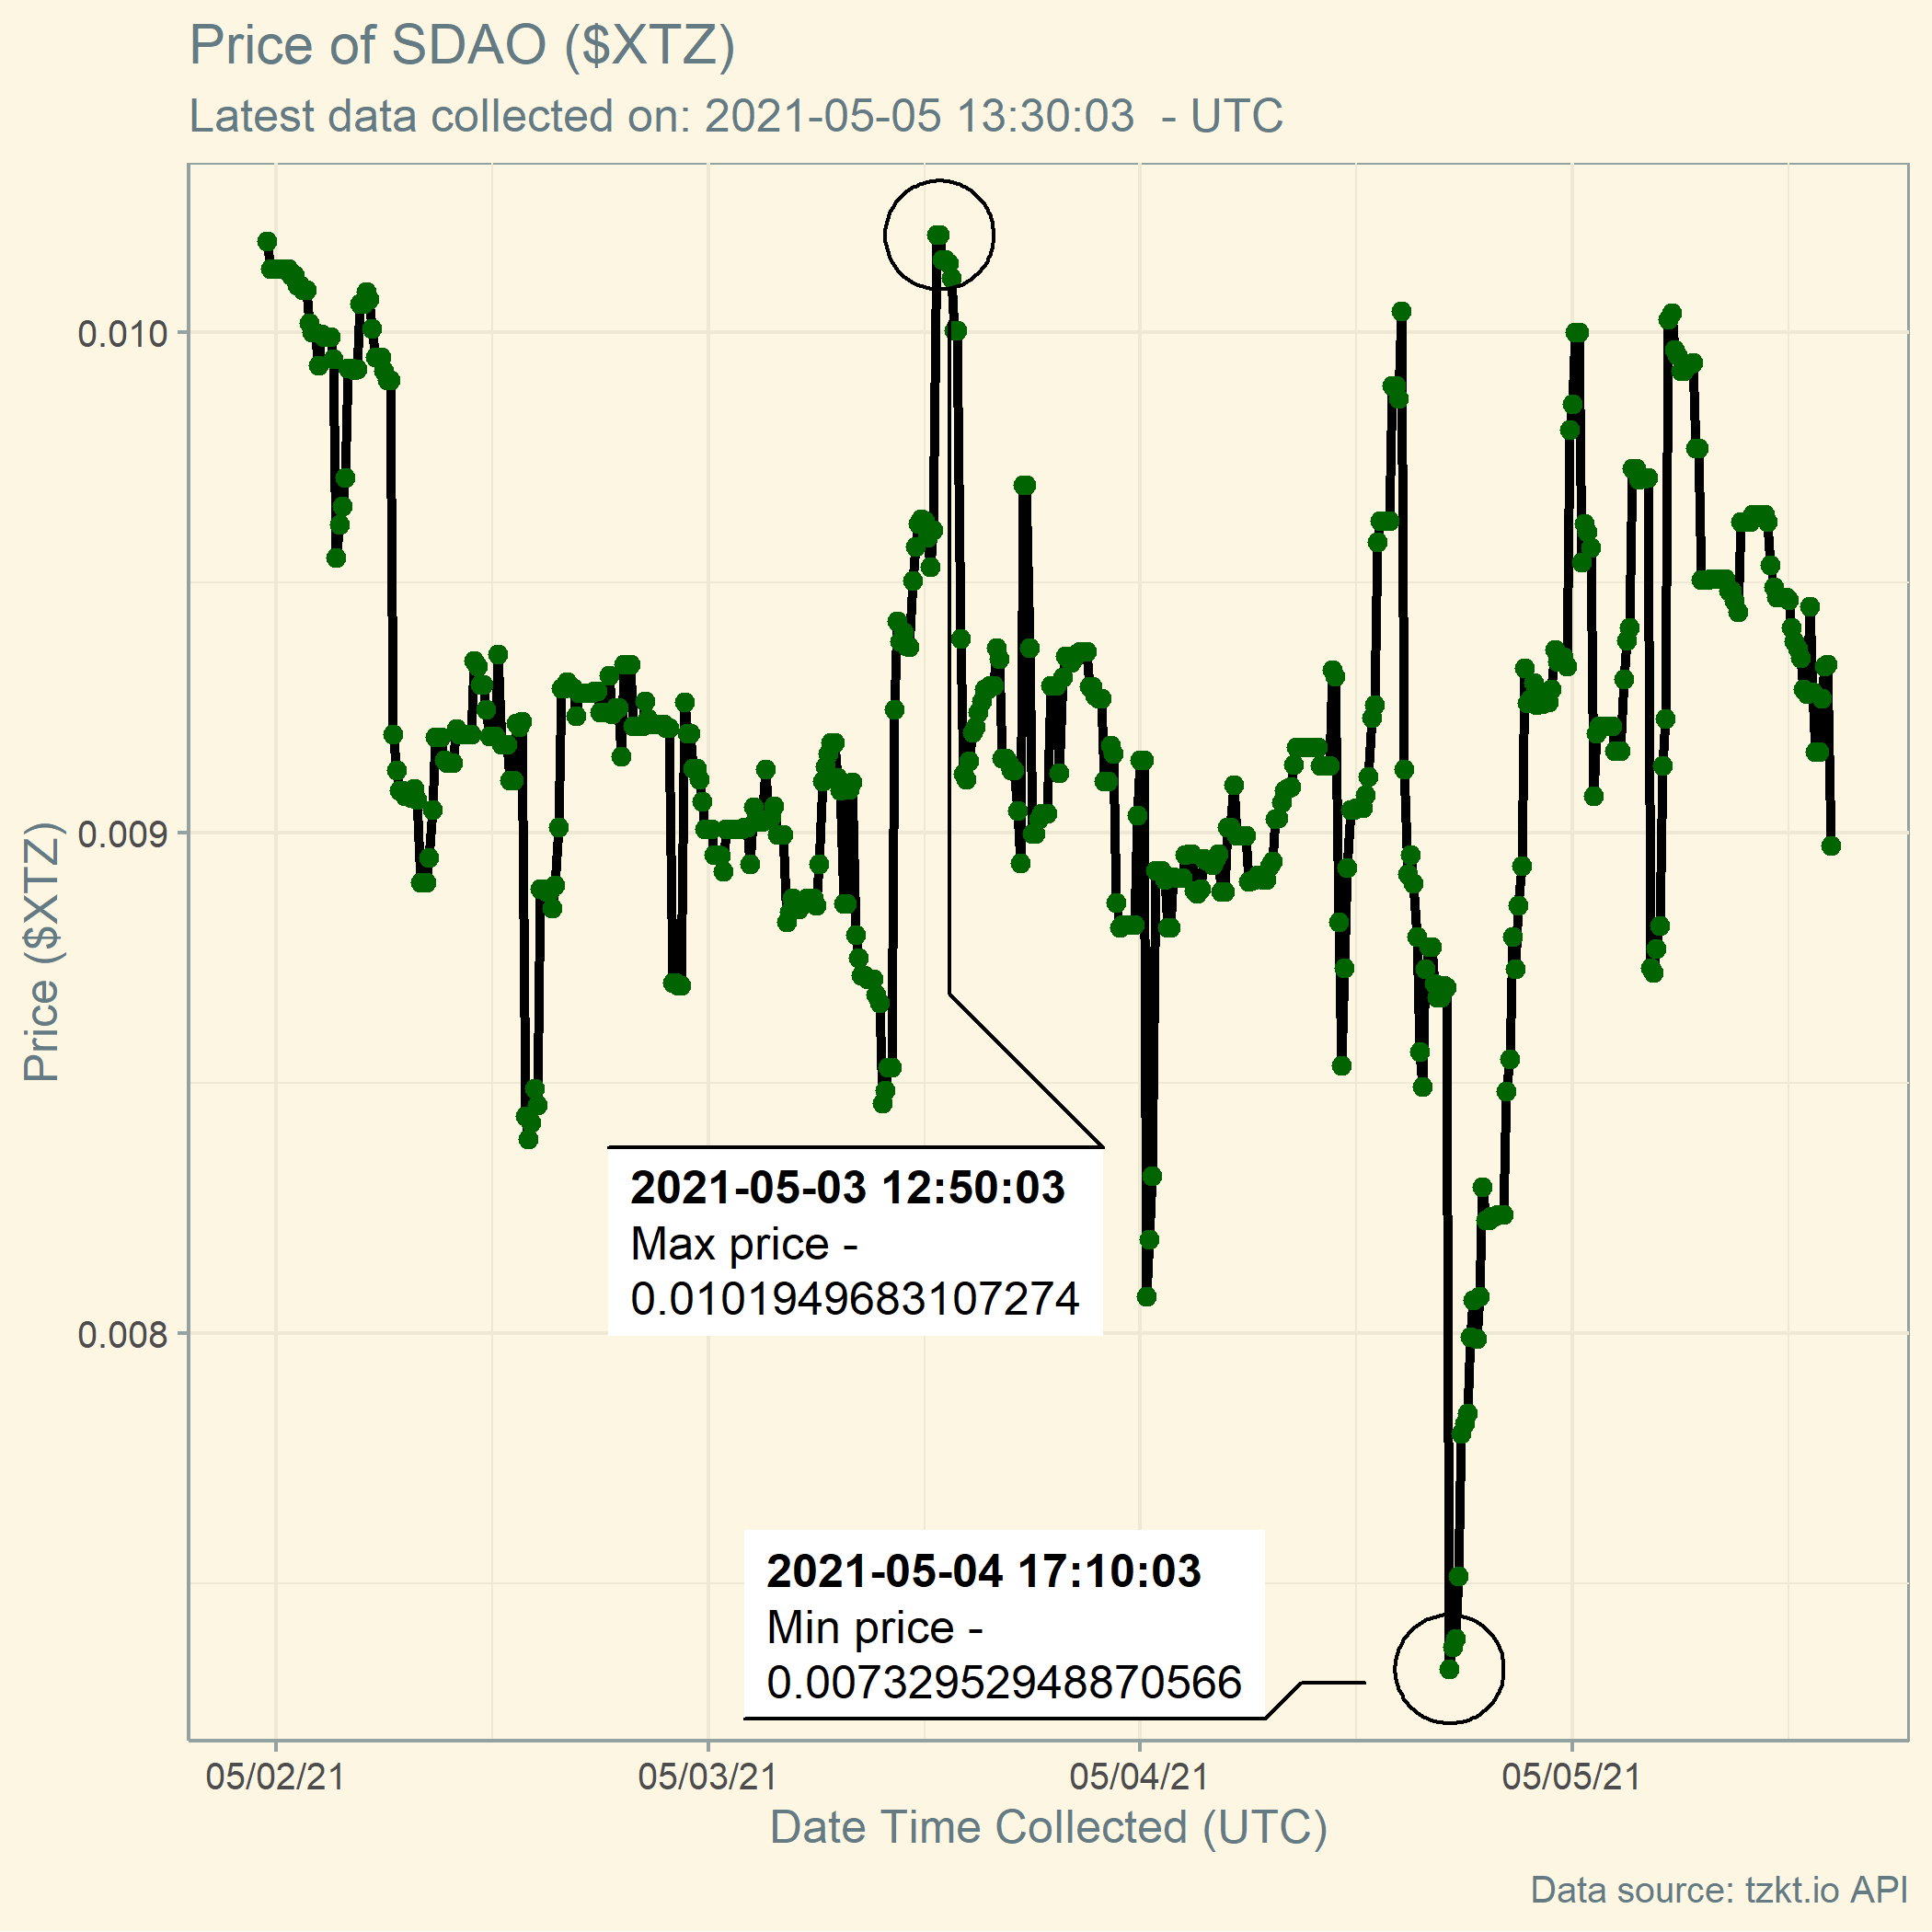 Price of SDAO ($XTZ)
Latest data collected on: 2021-05-05 13:30:03  - UTC
Price ($XTZ)
0.010
0.009
0.008
2021-05-03 12:50:03
Max price -
0.0101949683107274
2021-05-04 17:10:03
Min price -
0.00732952948870566
05/02/21
05/03/21
05/04/21
05/05/21
Date Time Collected (UTC)
Data source: tzkt.io API